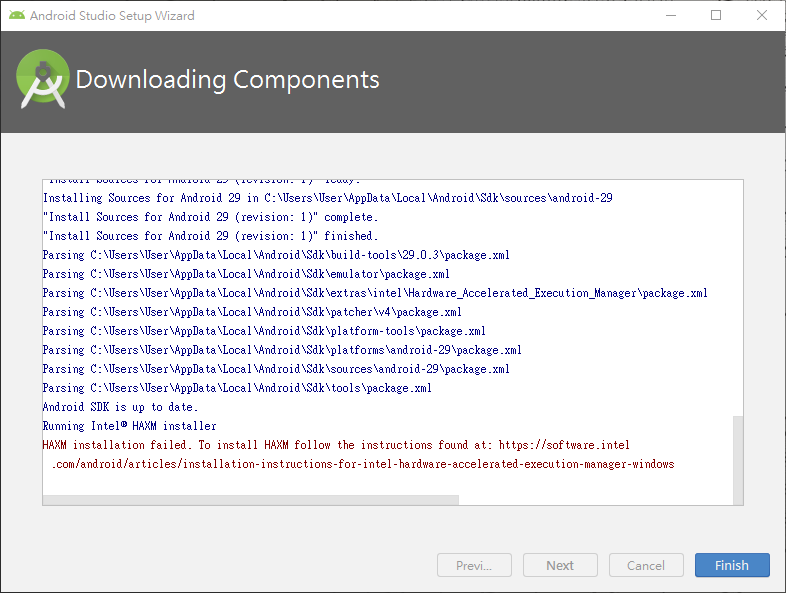 Android Studio Setup Wizard
Downloading Components
"Install Sources for Android 29 (revision: 1)" ready.
Installing Sources for Android 29 in C:\Users\User\AppData\Local\Android\Sdk\sources\android-29
"Install Sources for Android 29 (revision: 1)" complete.
"Install Sources for Android 29 (revision: 1)" finished.
Parsing C:\Users\User\AppData\Local\Android\Sdk\build-tools\29.0.3\package.xml
Parsing C:\Users\User\AppData\Local\Android\Sdk\emulator\package.xml
Parsing C:\Users\User\AppData\Local\Android\Sdk\extras\intel\Hardware_Accelerated_Execution_Manager\package.xml
Parsing C:\Users\User\AppData\Local\Android\Sdk\patcher\v4\package.xml
Parsing C:\Users\User\AppData\Local\Android\Sdk\platform-tools\package.xml
Parsing C:\Users\User\AppData\Local\Android\Sdk\platforms\android-29\package.xml
Parsing C:\Users\User\AppData\Local\Android\Sdk\sources\android-29\package.xml
Parsing C:\Users\User\AppData\Local\Android\Sdk\tools\package.xml
Android SDK is up to date.
Running Intel® HAXM installer
HAXM installation failed. To install HAXM follow the instructions found at: https://software.intel
.com/android/articles/installation-instructions-for-intel-hardware-accelerated-execution-manager-windows
Previ... Next Cancel Finish